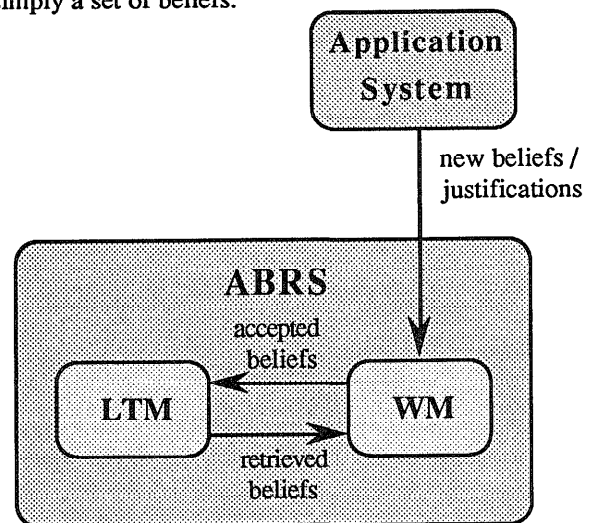 simply a set of beliefs.
Application
System
new beliefs /
justifications
ABRS
accepted
beliefs
LTM
WM
retrieved
beliefs